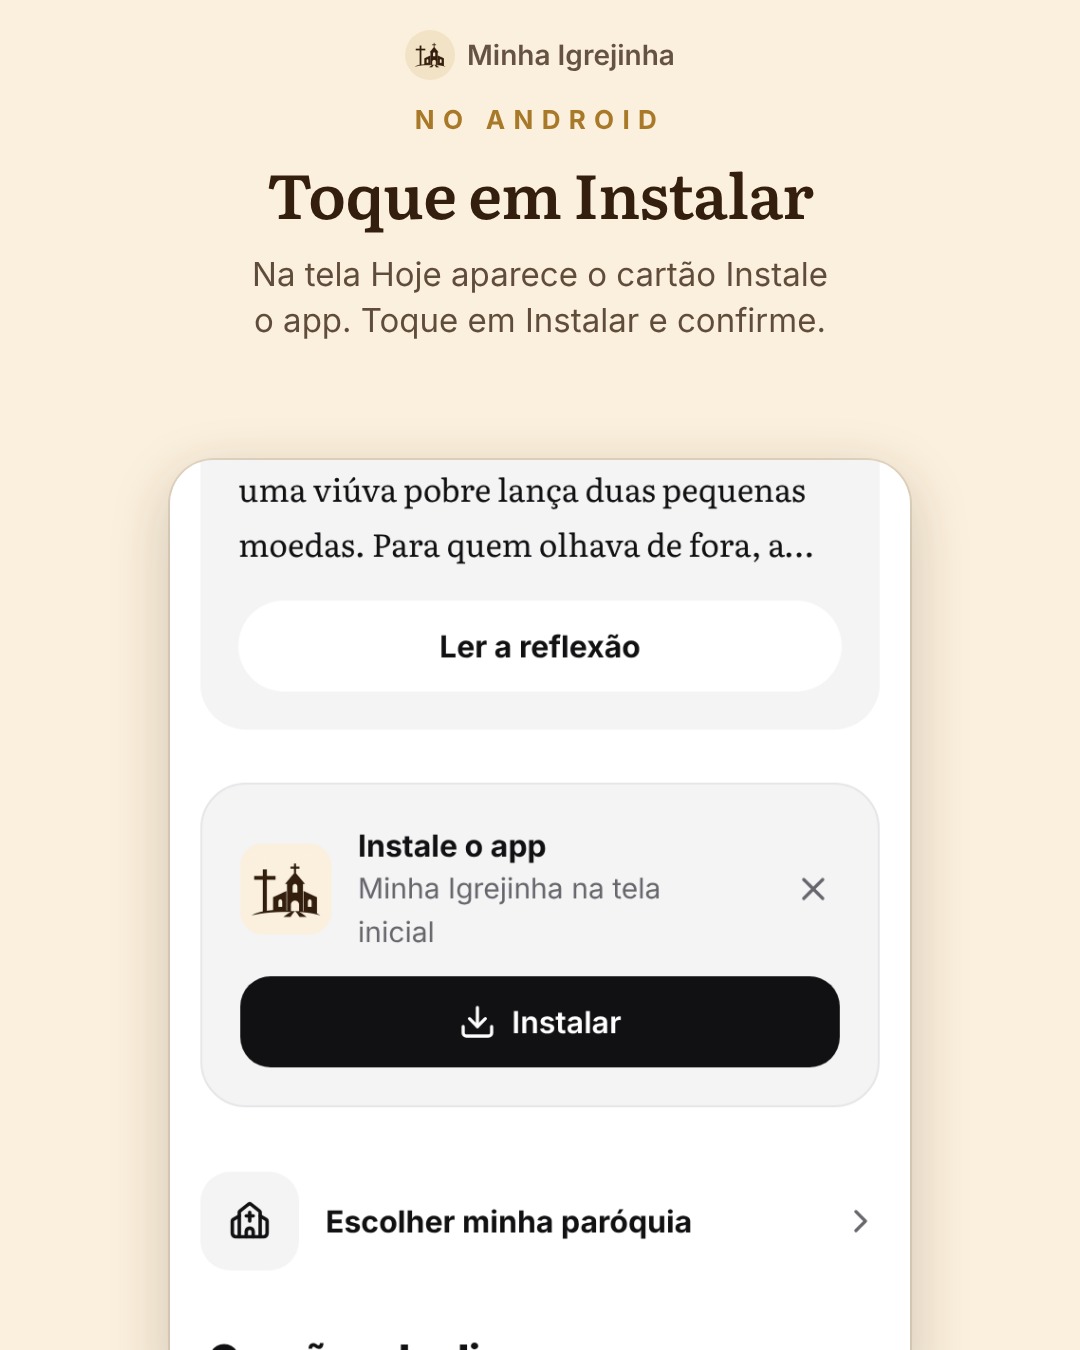 Minha Igrejinha
NO ANDROID
Toque em Instalar
Na tela Hoje aparece o cartão Instale
o app. Toque em Instalar e confirme.
uma viúva pobre lança duas pequenas
moedas. Para quem olhava de fora, a...
Ler a reflexão
Instale o app
Minha Igrejinha na tela
inicial
Instalar
Escolher minha paróquia